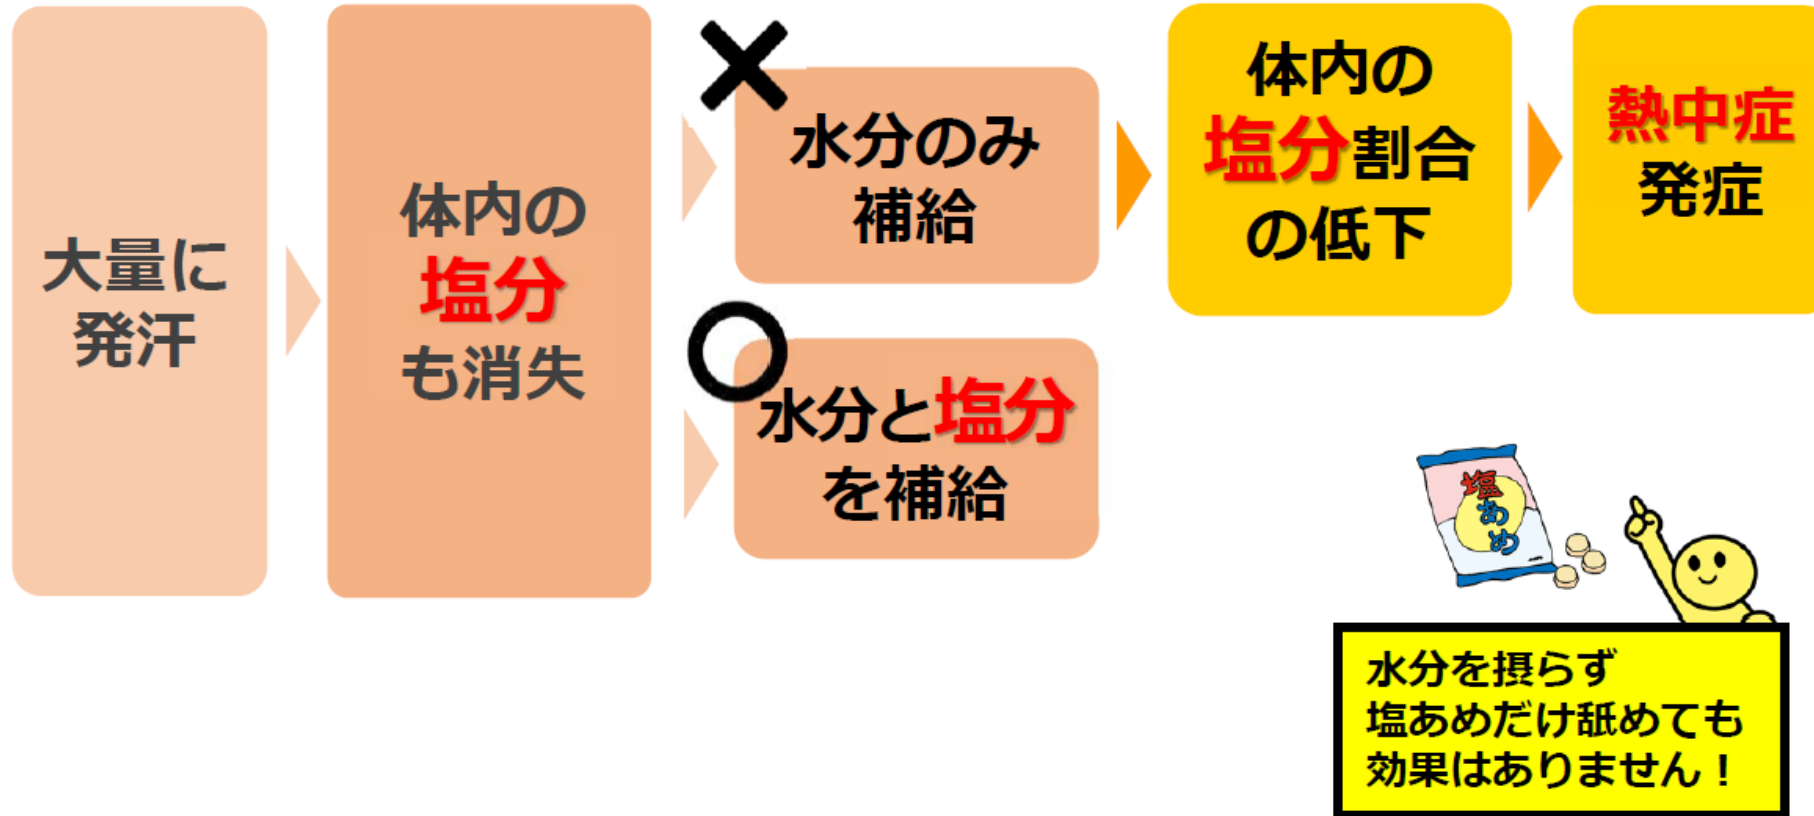 大量に
発汗
体内の
塩分
も消失
水分のみ
補給
体内の
塩分割合
の低下
熱中症
発症
水分と塩分
を補給
塩あめ
水分を摂らず
塩あめだけ舐めても
効果はありません！